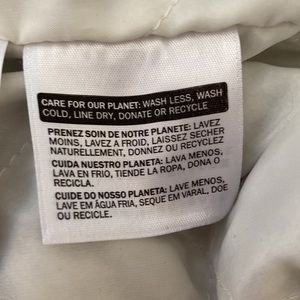 CARE FOR OUR PLANET: WASH LESS, WASH
COLD, LINE DRY, DONATE OR RECYCLE
PRENEZ SOIN DE NOTRE PLANETE: LAVEZ
MOINS, LAVEZ A FROID, LAISSEZ SECHER
NATURELLEMENT, DONNEZ OU RECYCLEZ
CUIDA NUESTRO PLANETA: LAVA MENOS,
LAVA EN FRIO, TIENDE LA ROPA, DONA O
RECICLA.
CUIDE DO NOSSO PLANETA: LAVE MENOS,
LAVE EM ÁGUA FRIA, SEQUE EM VARAL, DOE
OU RECICLE.